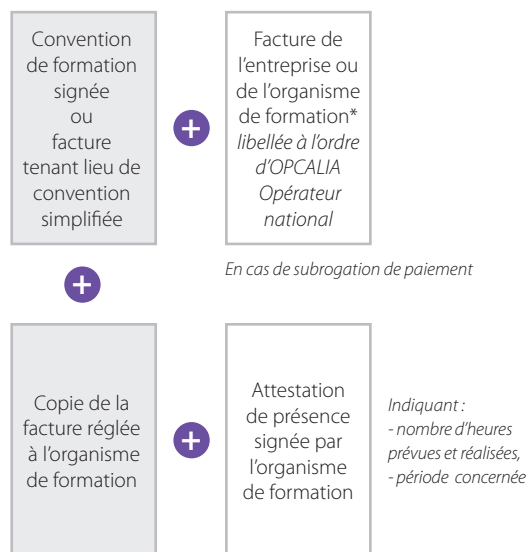 Convention
de formation
signée
ou
facture
tenant lieu de
convention
simplifiée
+
Facture de
l'entreprise ou
de l'organisme
de formation*
libellée à l'ordre
d'OPCALIA
Opérateur
national
En cas de subrogation de paiement
+
Copie de la
facture réglée
à l'organisme
de formation
+
Attestation
de présence
signée par
l'organisme
de formation
Indiquant :
- nombre d'heures
prévues et réalisées,
- période concernée